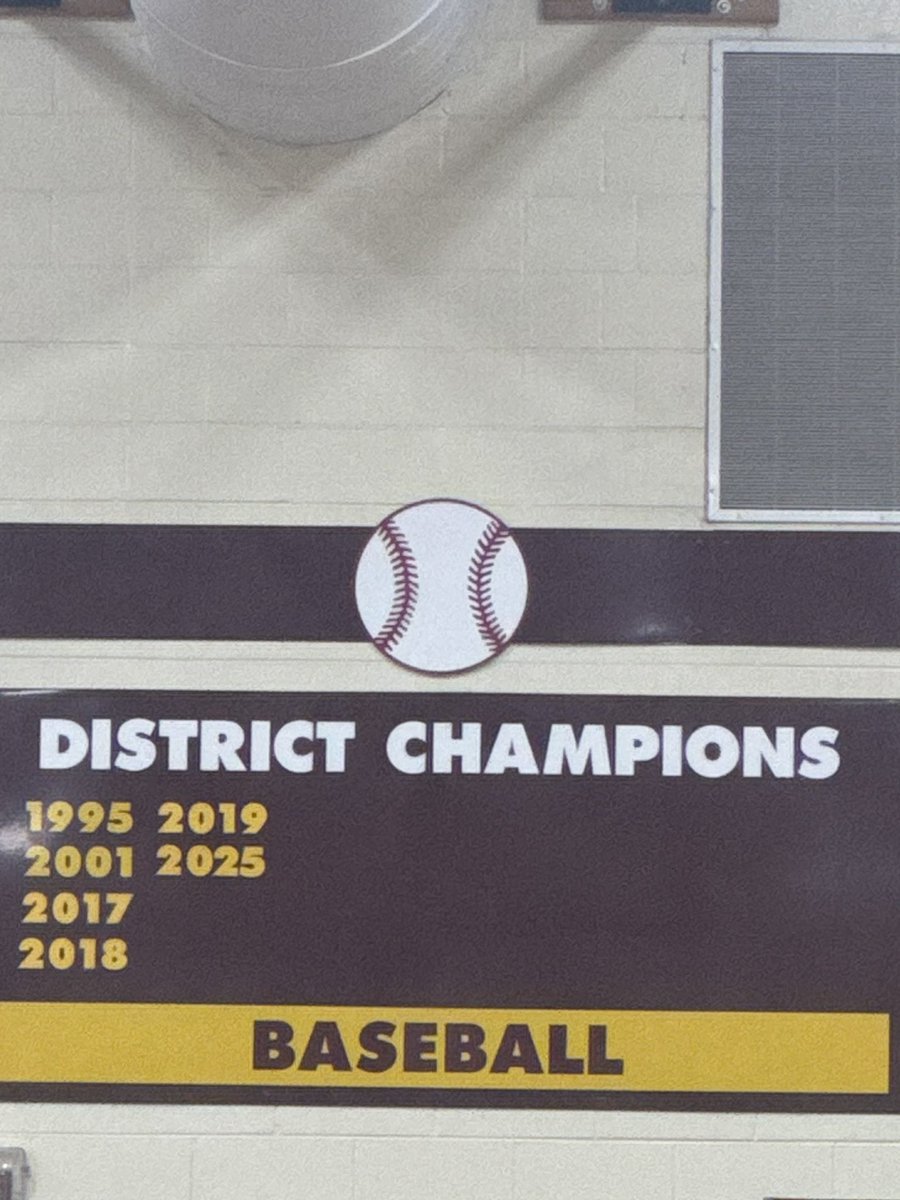 DISTRICT CHAMPIONS
1995 2019
2001 2025
2017
2018
BASEBALL